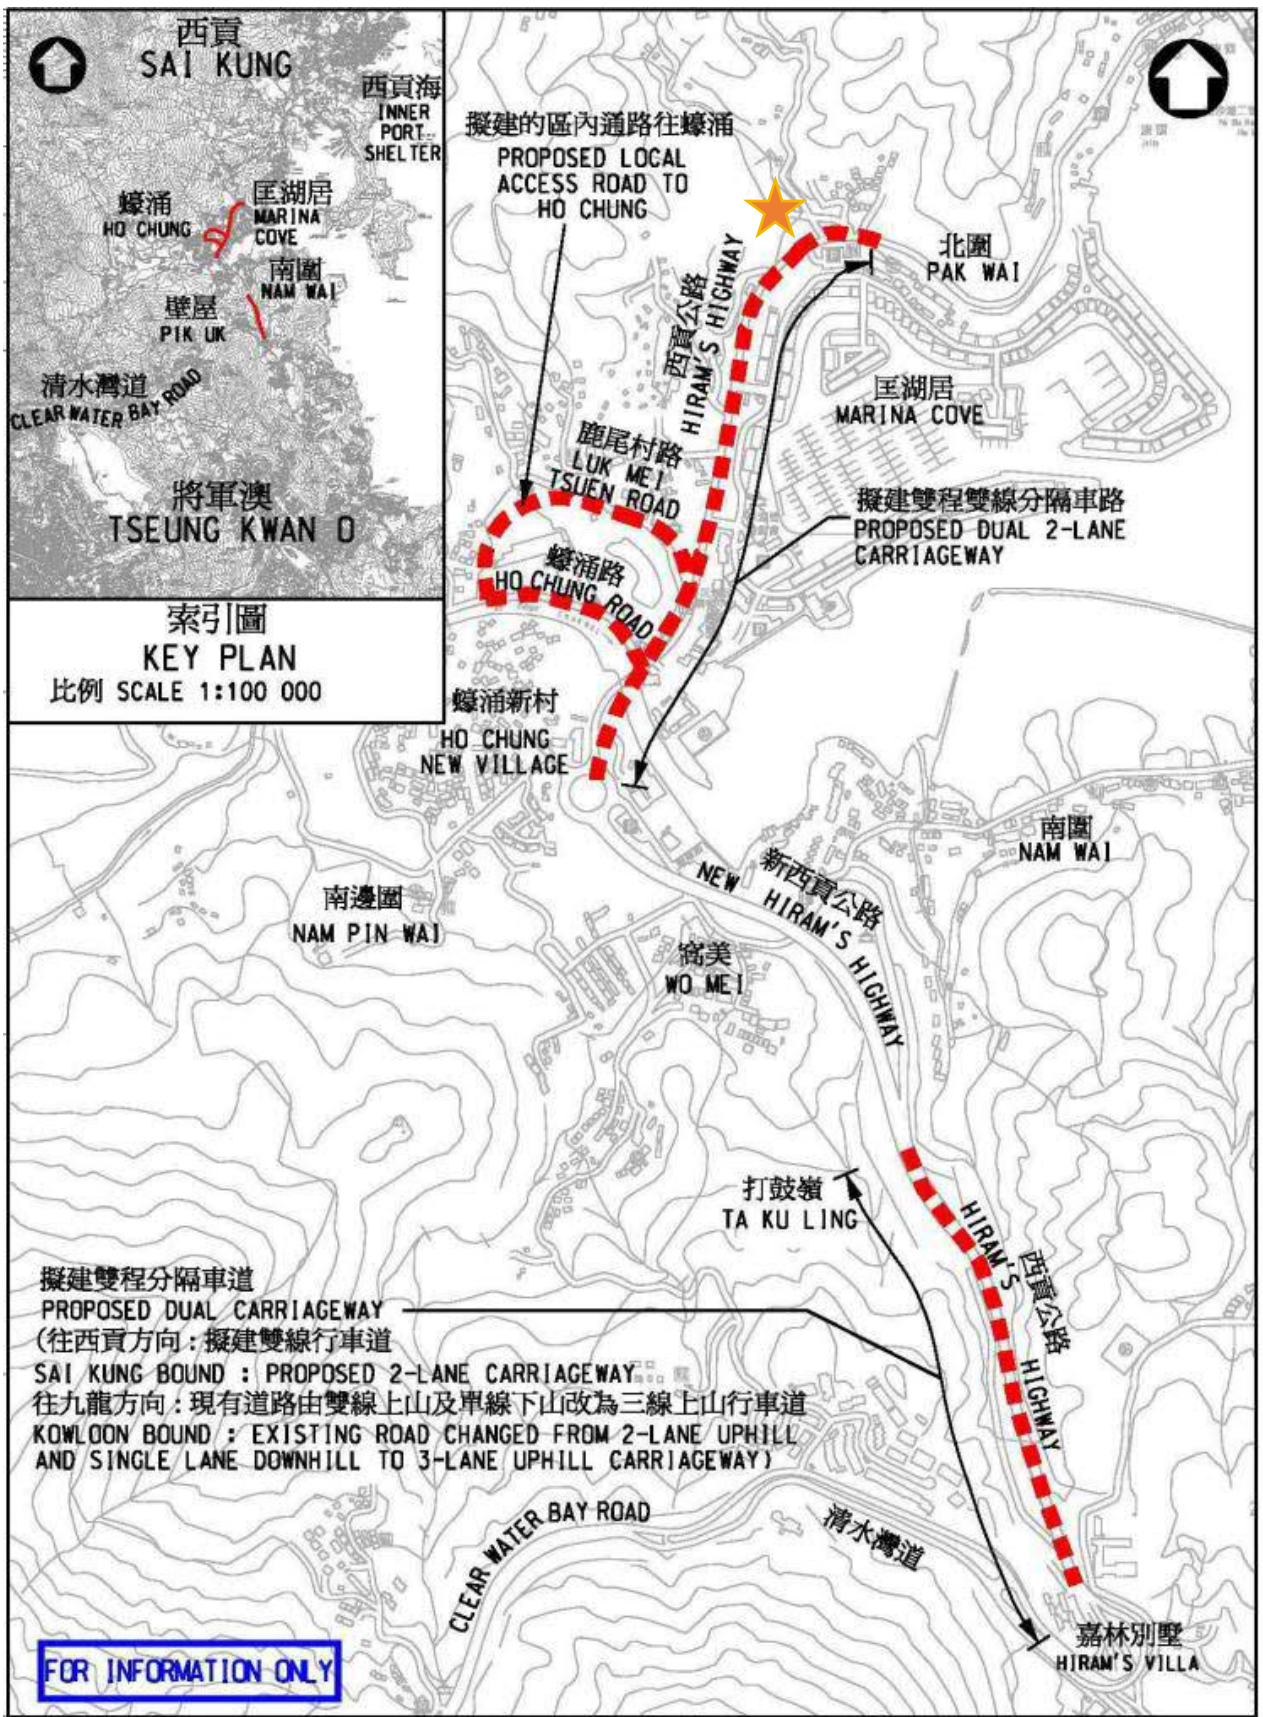 西貢
SAI KUNG
西貢海
INNER
PORT
SHELTER
蠔涌
HO CHUNG
匡湖居
MARINA
COVE
南圍
NAM WAI
壁屋
PIK UK
清水灣道
CLEAR WATER BAY ROAD
將軍澳
TSEUNG KWAN O
索引圖
KEY PLAN
比例 SCALE 1:100 000
擬建的區內通路往蠔涌
PROPOSED LOCAL
ACCESS ROAD TO
HO CHUNG
北圍
PAK WAI
西貢公路
HIRAM'S HIGHWAY
匡湖居
MARINA COVE
鹿尾村路
LUK MEI
TSUEN ROAD
擬建雙程雙線分隔車路
PROPOSED DUAL 2-LANE
CARRIAGEWAY
蠔涌路
HO CHUNG ROAD
蠔涌新村
HO CHUNG
NEW VILLAGE
南圍
NAM WAI
新西貢公路
NEW HIRAM'S HIGHWAY
南邊圍
NAM PIN WAI
窩美
WO MEI
打鼓嶺
TA KU LING
西貢公路
HIRAM'S HIGHWAY
擬建雙程分隔車道
PROPOSED DUAL CARRIAGEWAY
(往西貢方向：擬建雙線行車道
SAI KUNG BOUND : PROPOSED 2-LANE CARRIAGEWAY
往九龍方向：現有道路由雙線上山及單線下山改為三線上山行車道
KOWLOON BOUND : EXISTING ROAD CHANGED FROM 2-LANE UPHILL
AND SINGLE LANE DOWNHILL TO 3-LANE UPHILL CARRIAGEWAY)
CLEAR WATER BAY ROAD
清水灣道
嘉林別墅
HIRAM'S VILLA
FOR INFORMATION ONLY